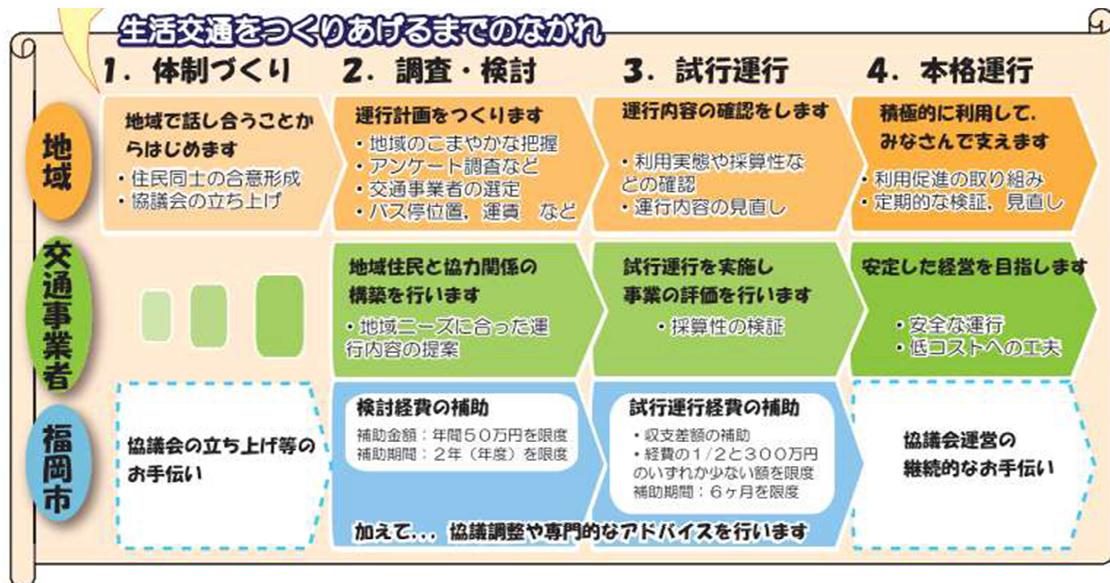 生活交通をつくりあげるまでのながれ
1．体制づくり
2．調査・検討
3．試行運行
4．本格運行
地域
地域で話し合うことか
らはじめます
・住民同士の合意形成
・協議会の立ち上げ
運行計画をつくります
・地域のこまやかな把握
・アンケート調査など
・交通事業者の選定
・バス停位置，運賃　など
運行内容の確認をします
・利用実態や採算性な
どの確認
・運行内容の見直し
積極的に利用して，
みなさんで支えます
・利用促進の取り組み
・定期的な検証，見直し
交通事業者
地域住民と協力関係の
構築を行います
・地域ニーズに合った運
行内容の提案
試行運行を実施し
事業の評価を行います
・採算性の検証
安定した経営を目指します
・安全な運行
・低コストへの工夫
福岡市
協議会の立ち上げ等の
お手伝い
検討経費の補助
補助金額：年間５０万円を限度
補助期間：２年（年度）を限度
試行運行経費の補助
・収支差額の補助
・経費の１/２と３００万円
のいずれか少ない額を限度
補助期間：６ヶ月を限度
協議会運営の
継続的なお手伝い
加えて... 協議調整や専門的なアドバイスを行います